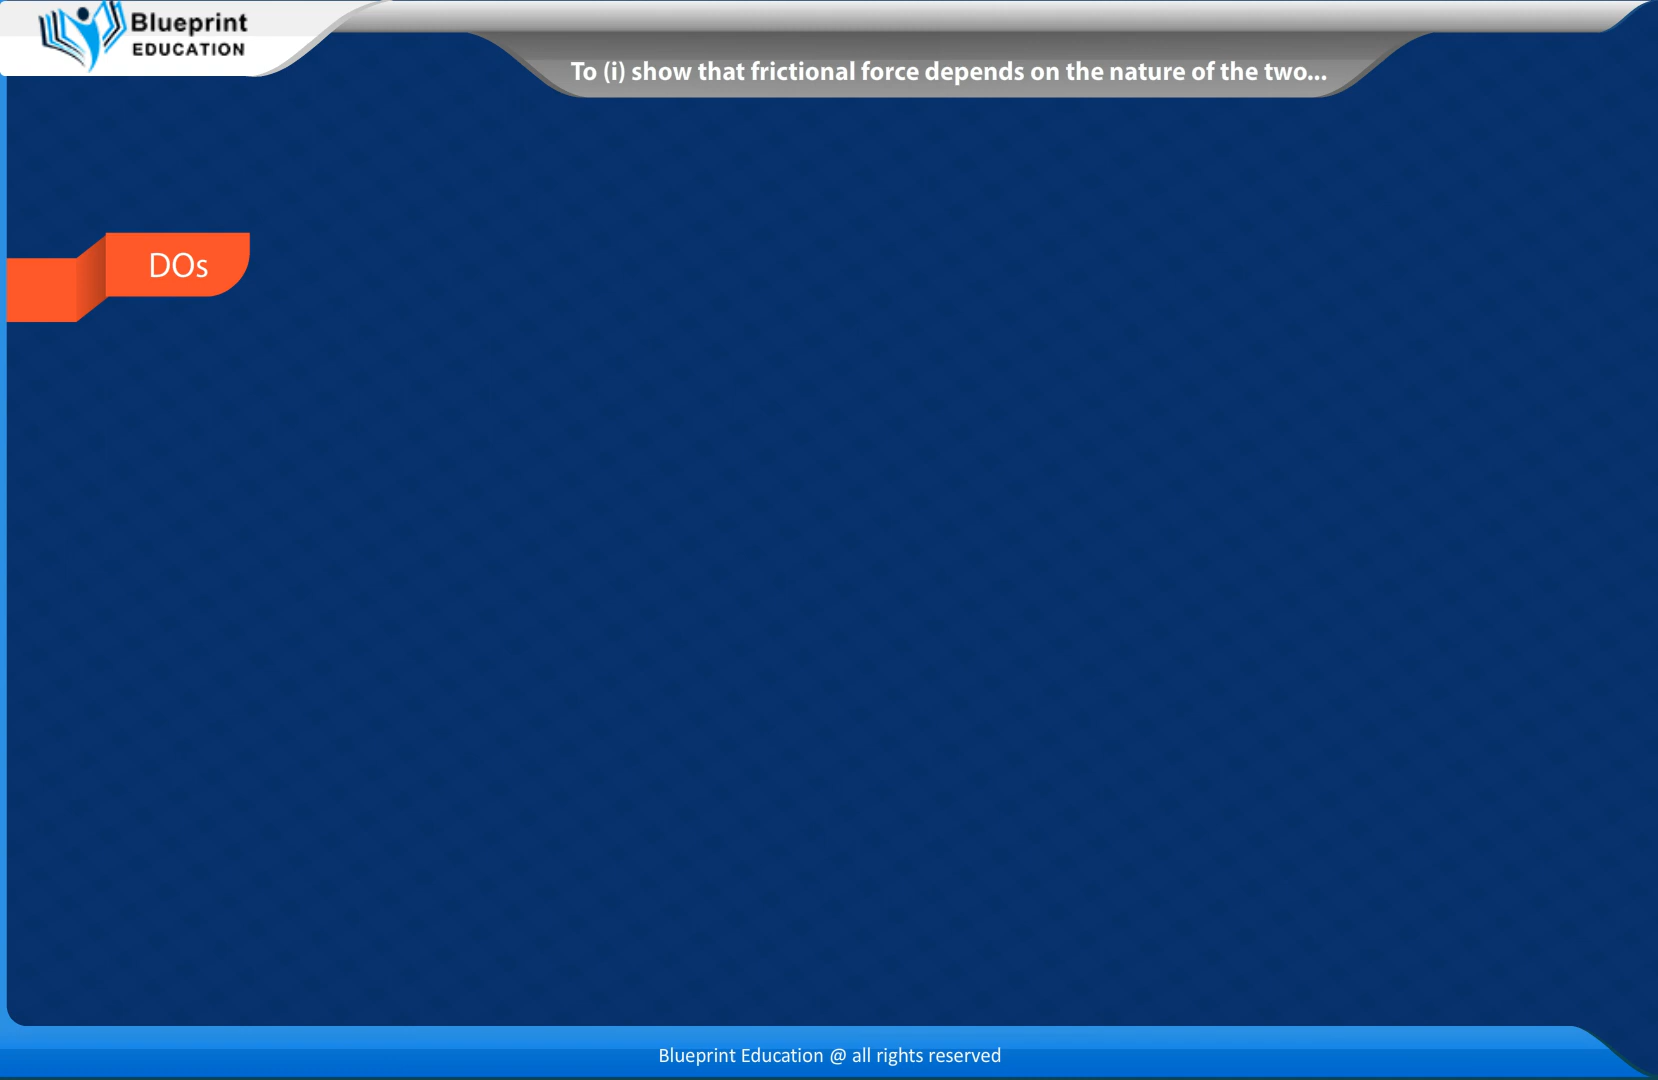 Blueprint
EDUCATION
To (i) show that frictional force depends on the nature of the two...
DOs
Blueprint Education @ all rights reserved